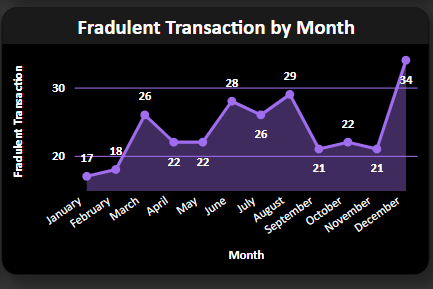 Fradulent Transaction by Month
Fradulent Transaction
30
20
17
18
26
22
22
28
26
29
21
22
21
34
January
February
March
April
May
June
July
August
September
October
November
December
Month